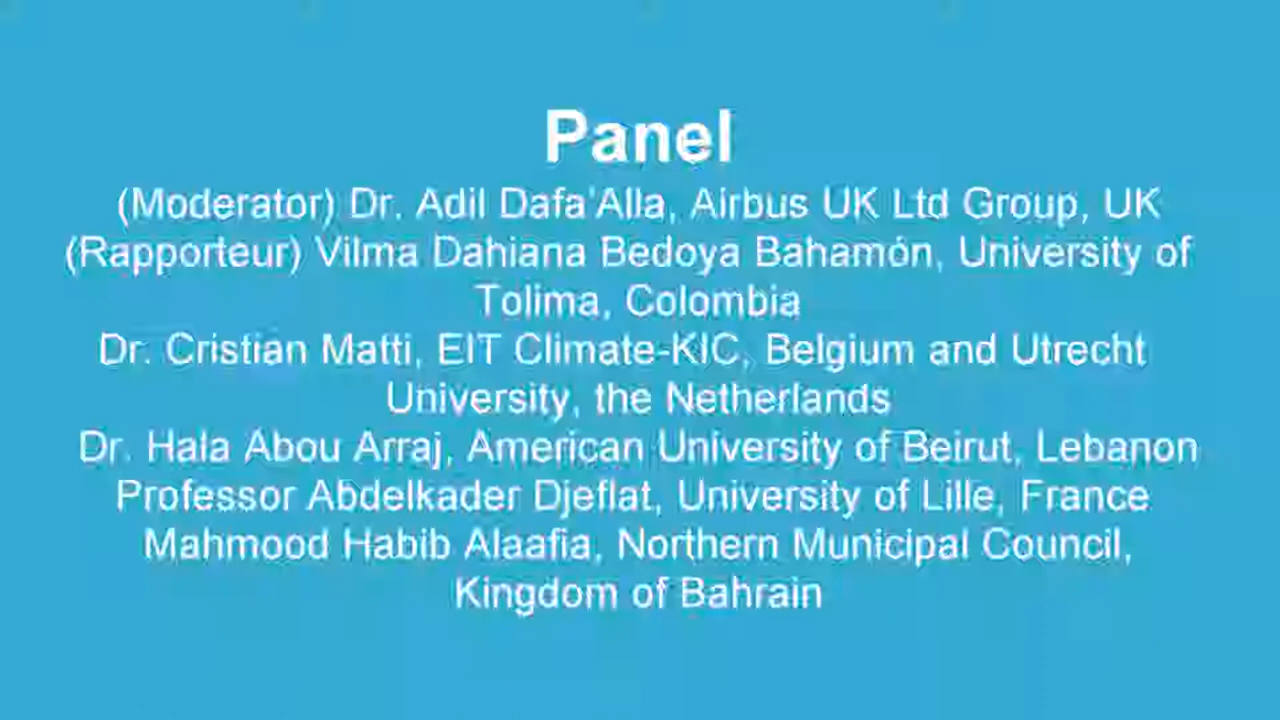 Panel
(Moderator) Dr. Adil Dafa'Alla, Airbus UK Ltd Group, UK
(Rapporteur) Vilma Dahiana Bedoya Bahamón, University of
Tolima, Colombia
Dr. Cristian Matti, EIT Climate-KIC, Belgium and Utrecht
University, the Netherlands
Dr. Hala Abou Arraj, American University of Beirut, Lebanon
Professor Abdelkader Djeflat, University of Lille, France
Mahmood Habib Alaafia, Northern Municipal Council,
Kingdom of Bahrain